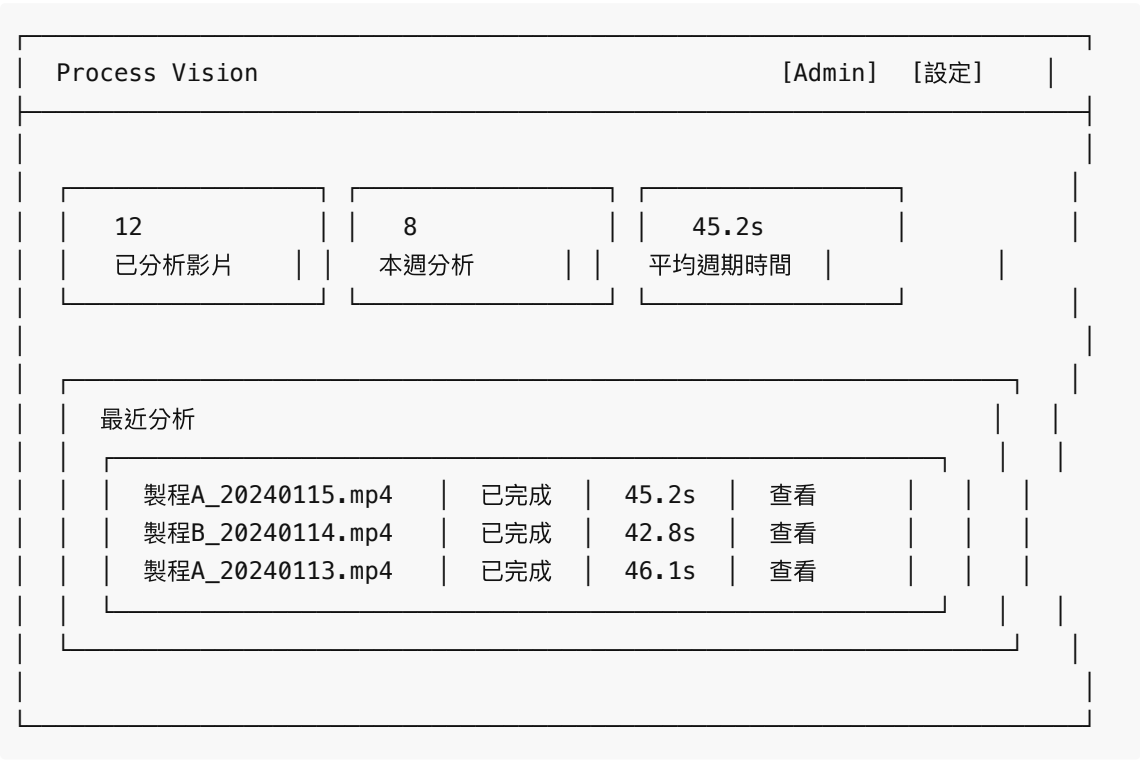 Process Vision [Admin] [設定]
12 8 45.2s
已分析影片 本週分析 平均週期時間
最近分析
製程A_20240115.mp4 │ 已完成 │ 45.2s │ 查看
製程B_20240114.mp4 │ 已完成 │ 42.8s │ 查看
製程A_20240113.mp4 │ 已完成 │ 46.1s │ 查看